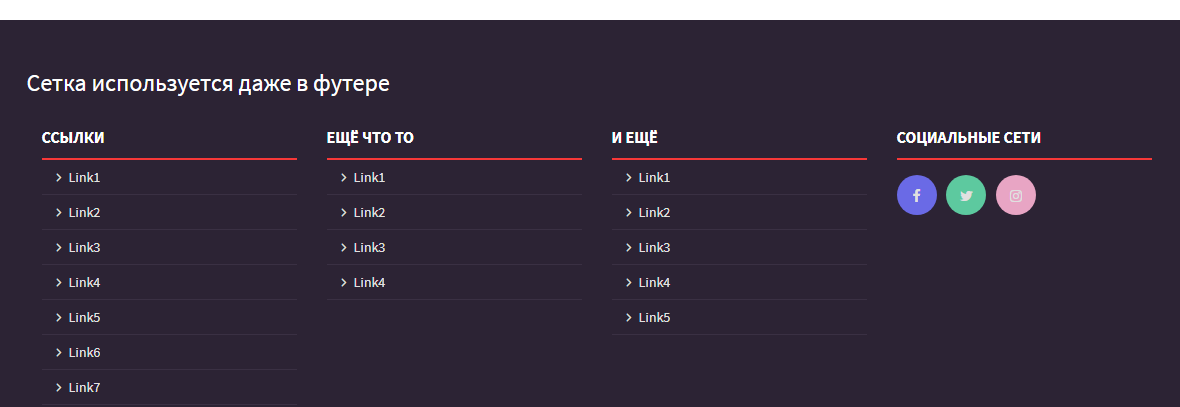 Сетка используется даже в футере
ССЫЛКИ
Link1
Link2
Link3
Link4
Link5
Link6
Link7
ЕЩЁ ЧТО ТО
Link1
Link2
Link3
Link4
И ЕЩЁ
Link1
Link2
Link3
Link4
Link5
СОЦИАЛЬНЫЕ СЕТИ